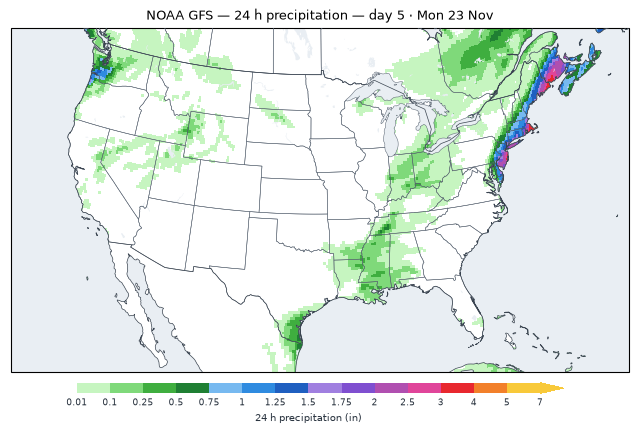 NOAA GFS — 24 h precipitation — day 5 · Mon 23 Nov
0.01 0.1 0.25 0.5 0.75 1 1.25 1.5 1.75 2 2.5 3 4 5 7
24 h precipitation (in)